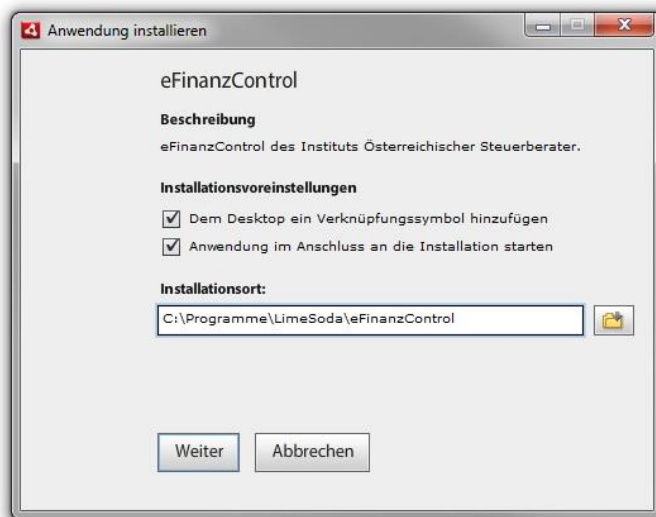 Anwendung installieren
eFinanzControl
Beschreibung
eFinanzControl des Instituts Österreichischer Steuerberater.
Installationsvoreinstellungen
Dem Desktop ein Verknüpfungssymbol hinzufügen
Anwendung im Anschluss an die Installation starten
Installationsort:
C:\Programme\LimeSoda\eFinanzControl
Weiter Abbrechen